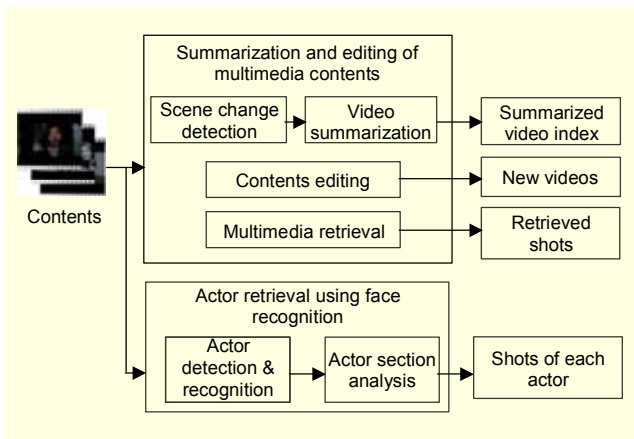 Summarization and editing of
multimedia contents
Scene change
detection
Video
summarization
Summarized
video index
Contents editing
New videos
Contents
Multimedia retrieval
Retrieved
shots
Actor retrieval using face
recognition
Actor
detection &
recognition
Actor section
analysis
Shots of each
actor